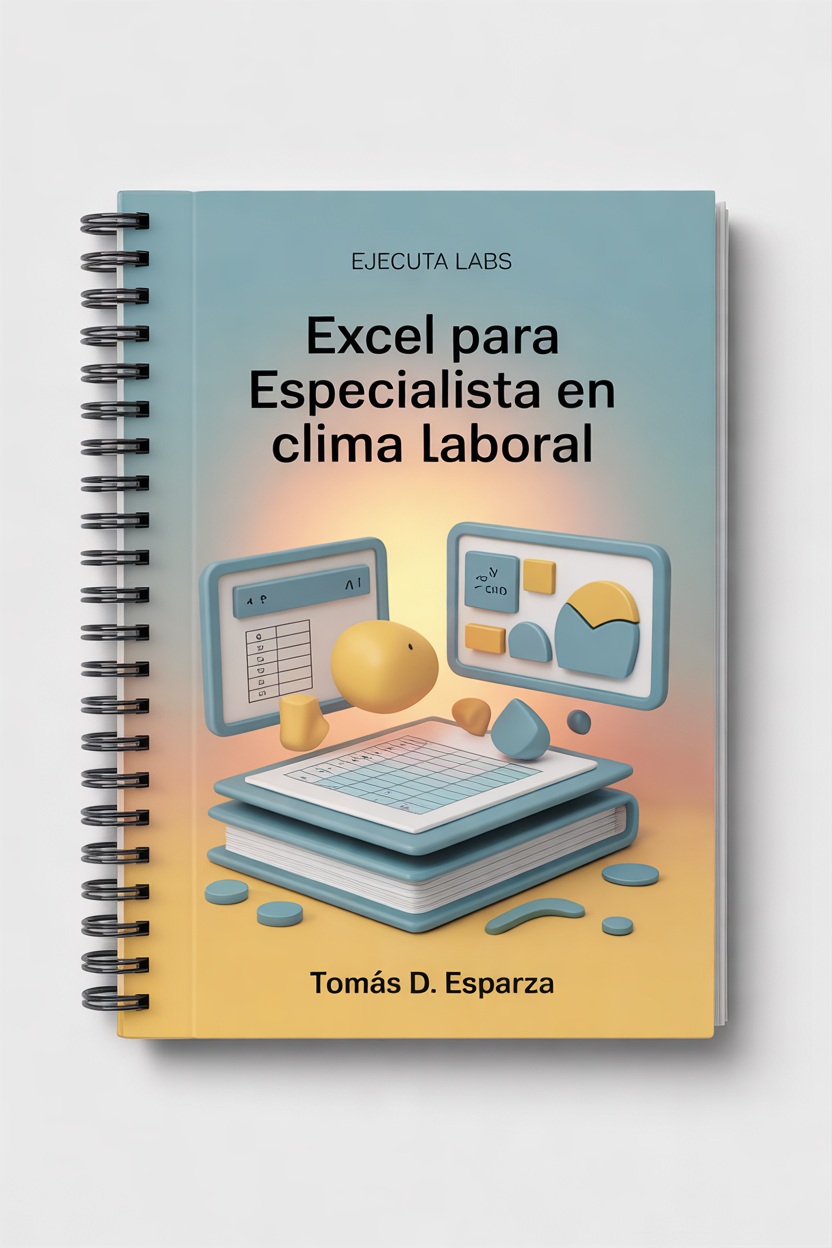 EJECUTA LABS
Excel para
Especialista en
clima Laboral
Tomás D. Esparza